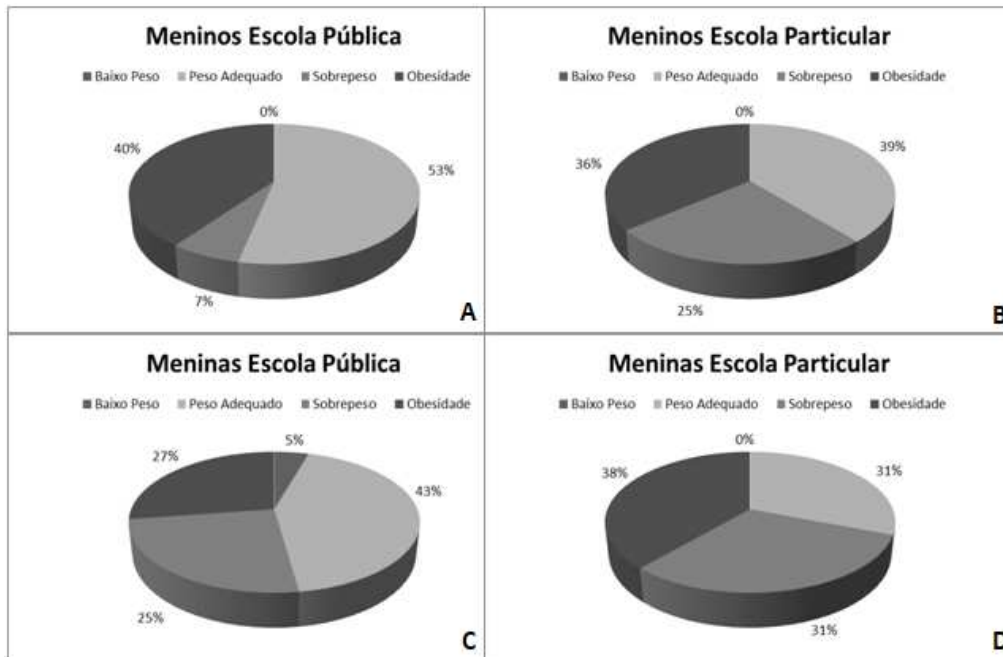 Meninos Escola Pública
Baixo Peso Peso Adequado Sobrepeso Obesidade
0%
40%
53%
7%
A
Meninos Escola Particular
Baixo Peso Peso Adequado Sobrepeso Obesidade
0%
36%
39%
25%
B
Meninas Escola Pública
Baixo Peso Peso Adequado Sobrepeso Obesidade
5%
27%
43%
25%
C
Meninas Escola Particular
Baixo Peso Peso Adequado Sobrepeso Obesidade
0%
38%
31%
31%
D